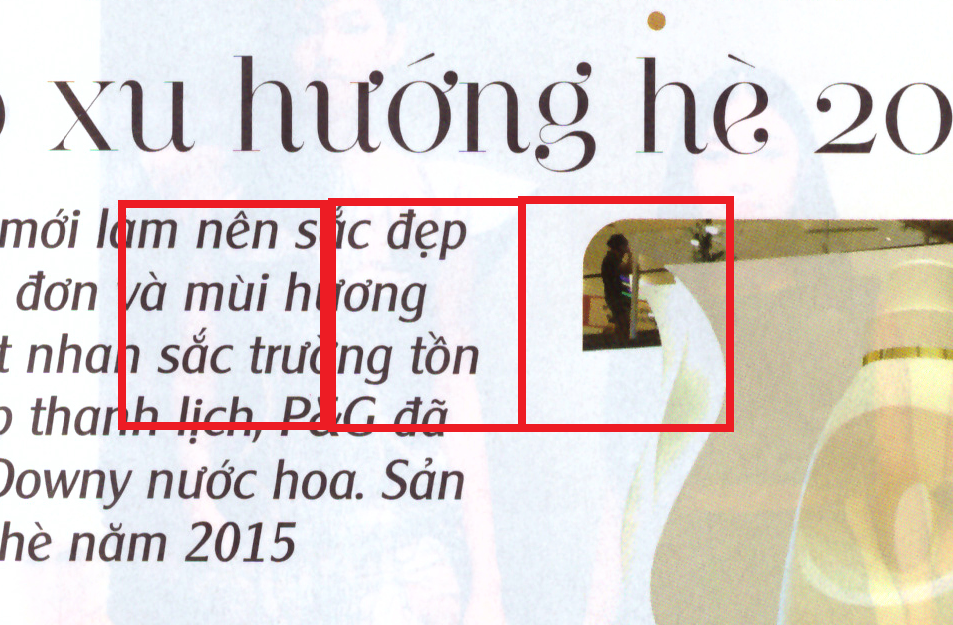 xu hướng hè 20
mới làm nên sắc đẹp
đơn và mùi hương
nhan sắc trường tồn
thanh lịch, P&G đã
Downy nước hoa. Sản
hè năm 2015